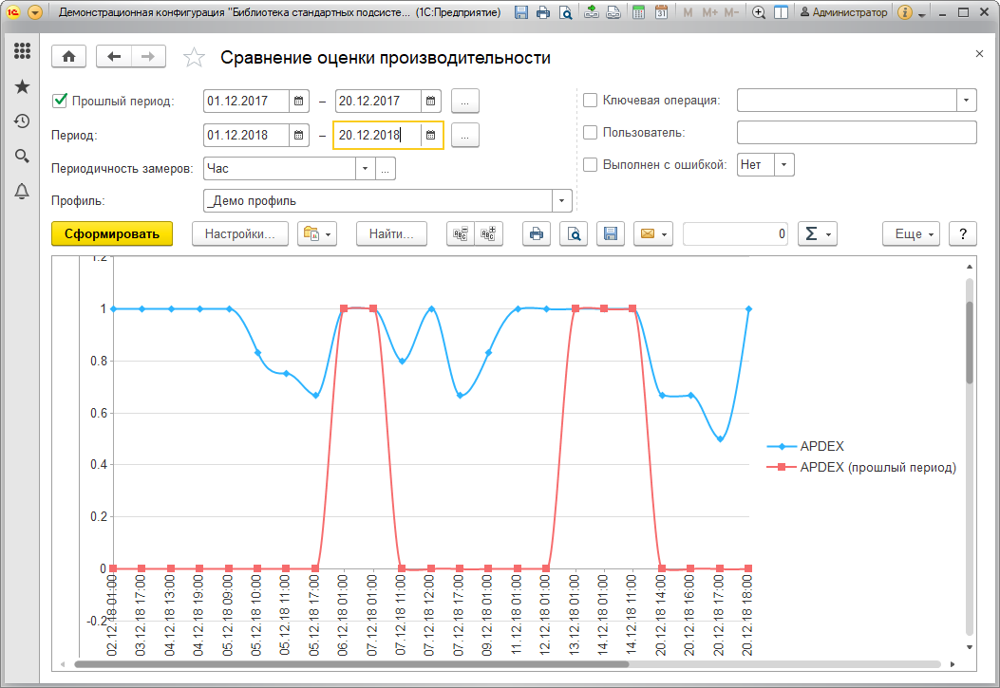 Демонстрационная конфигурация "Библиотека стандартных подсисте... (1С:Предприятие) M M+ M- Администратор
Сравнение оценки производительности
Прошлый период: 01.12.2017 – 20.12.2017 ...
Ключевая операция:
Период: 01.12.2018 – 20.12.2018 ...
Пользователь:
Периодичность замеров: Час ...
Выполнен с ошибкой: Нет
Профиль: _Демо профиль
Сформировать Настройки... Найти... 0 Σ Еще ?
1.2
1
0.8
0.6
0.4
0.2
0
-0.2
APDEX
APDEX (прошлый период)
02.12.18 01:00
03.12.18 17:00
04.12.18 13:00
04.12.18 19:00
05.12.18 09:00
05.12.18 10:00
05.12.18 11:00
05.12.18 17:00
06.12.18 01:00
07.12.18 01:00
07.12.18 11:00
07.12.18 12:00
07.12.18 17:00
09.12.18 01:00
11.12.18 01:00
12.12.18 01:00
13.12.18 01:00
14.12.18 01:00
14.12.18 11:00
20.12.18 14:00
20.12.18 16:00
20.12.18 17:00
20.12.18 18:00